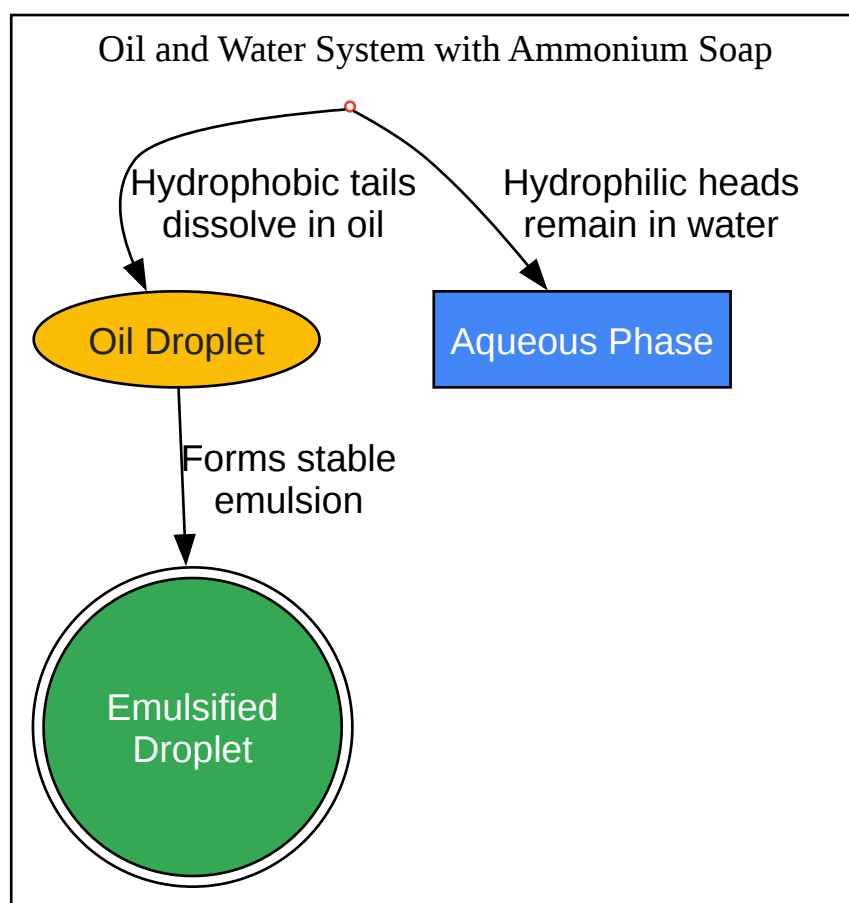 Oil and Water System with Ammonium Soap
Hydrophobic tails
dissolve in oil
Hydrophilic heads
remain in water
Oil Droplet
Aqueous Phase
Forms stable
emulsion
Emulsified
Droplet